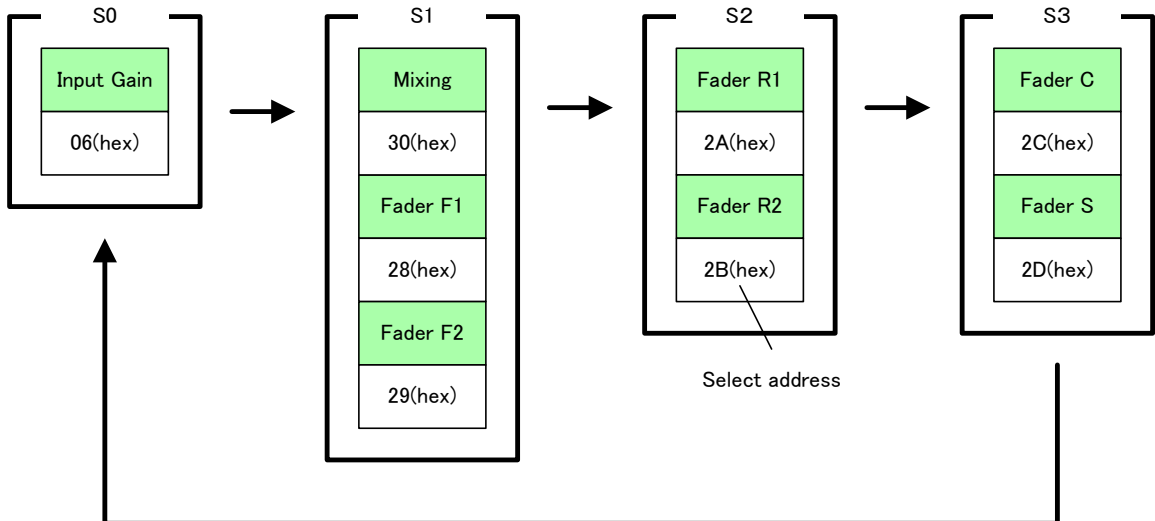 S0
Input Gain
06(hex)
S1
Mixing
30(hex)
Fader F1
28(hex)
Fader F2
29(hex)
S2
Fader R1
2A(hex)
Fader R2
2B(hex)
Select address
S3
Fader C
2C(hex)
Fader S
2D(hex)